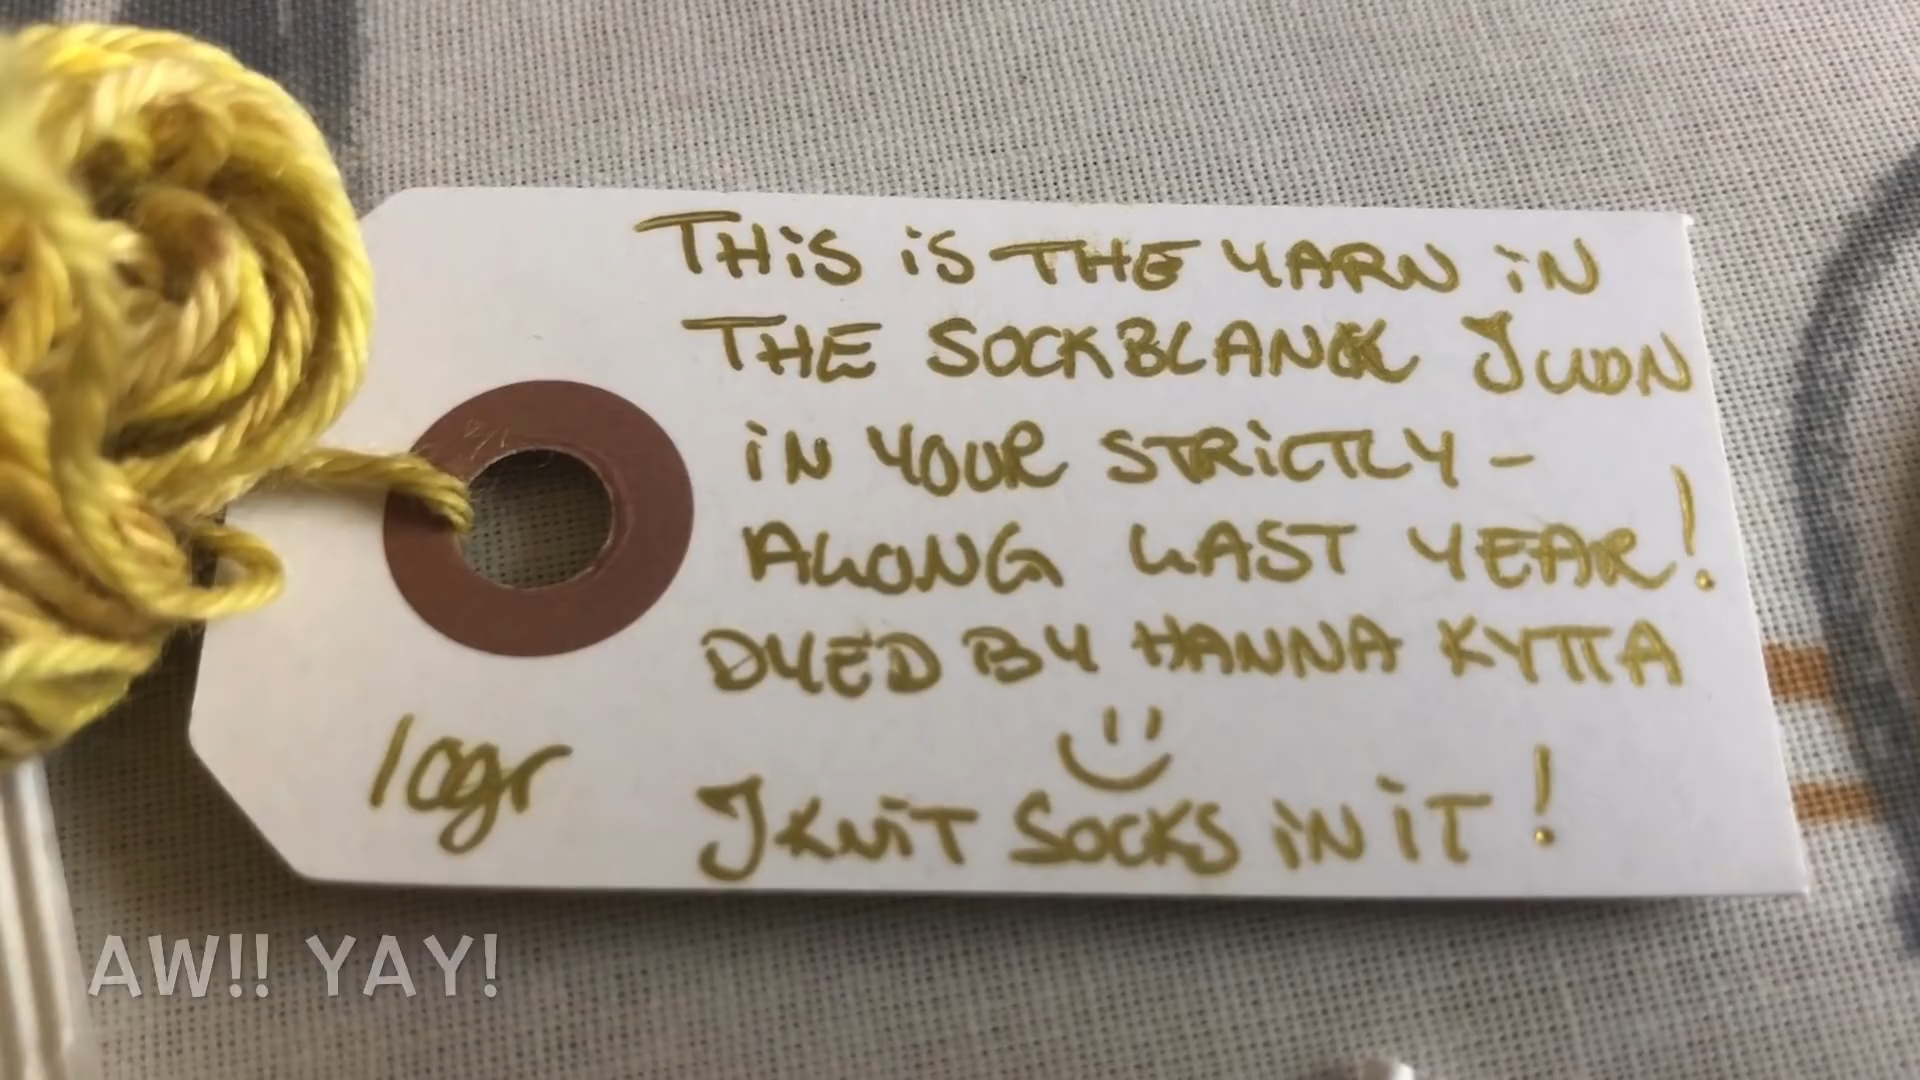 THIS IS THE YARN IN
THE SOCKBLANK I WON
IN YOUR STRICTLY -
ALONG LAST YEAR!
DYED BY HANNA KYTTA
I KNIT SOCKS IN IT!
10gr
AW!! YAY!